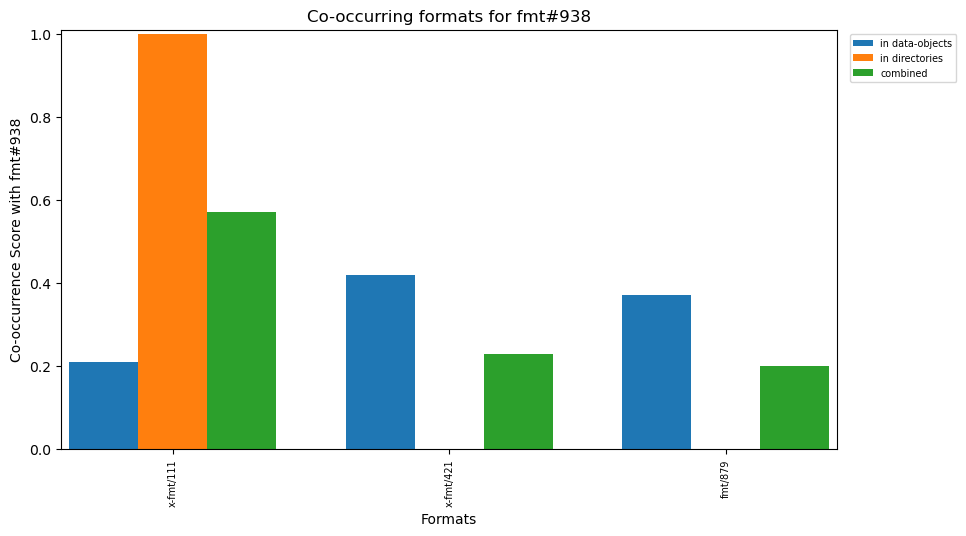 Co-occurring formats for fmt#938
in data-objects
in directories
combined
Co-occurrence Score with fmt#938
1.0
0.8
0.6
0.4
0.2
0.0
x-fmt/111
x-fmt/421
fmt/879
Formats